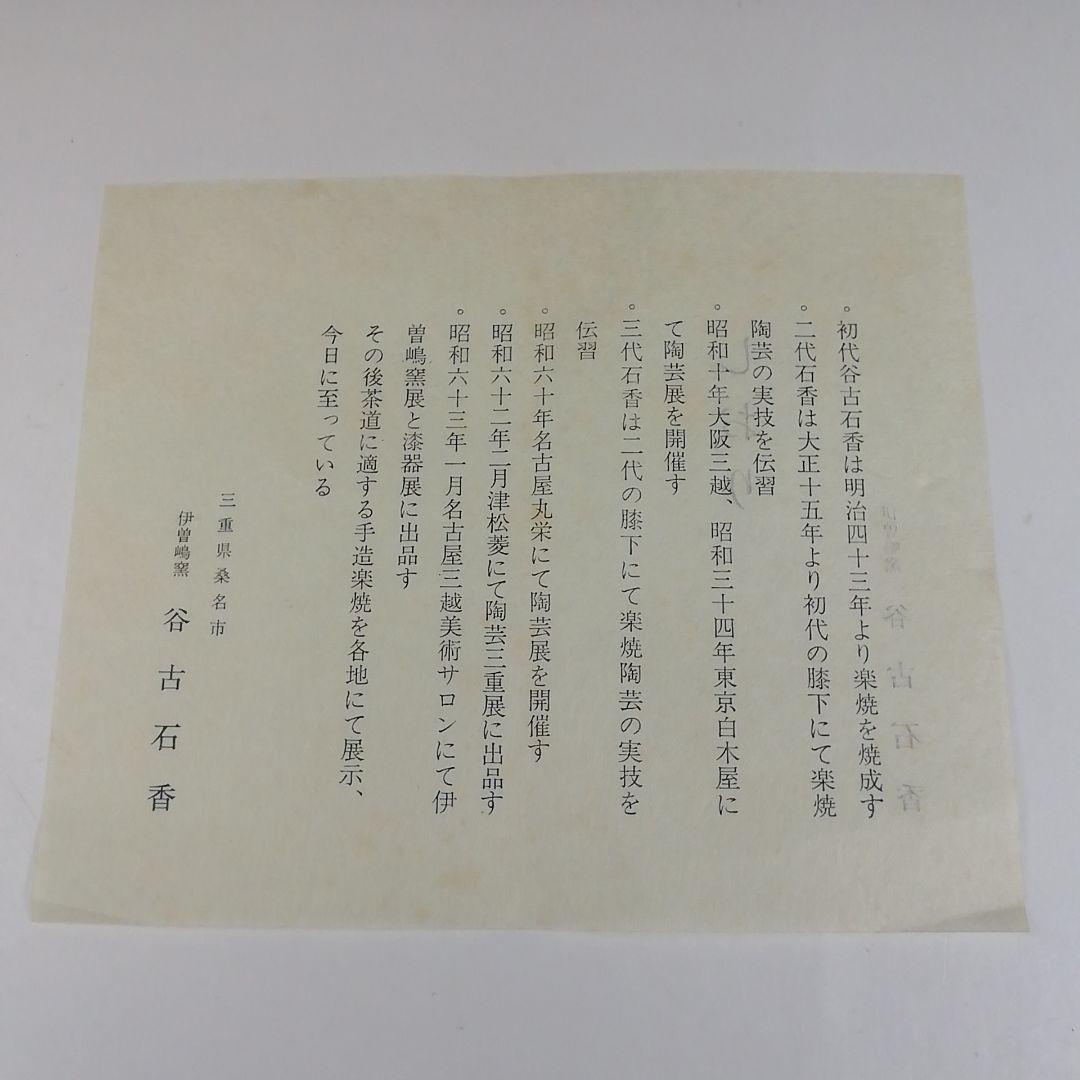 。初代谷古石香は明治四十三年より楽焼を焼成す
。二代石香は大正十五年より初代の膝下にて楽焼
陶芸の実技を伝習
。昭和十年大阪三越、昭和三十四年東京白木屋に
て陶芸展を開催す
。三代石香は二代の膝下にて楽焼陶芸の実技を
伝習
。昭和六十年名古屋丸栄にて陶芸展を開催す
。昭和六十二年二月津松菱にて陶芸三重展に出品す
。昭和六十三年一月名古屋三越美術サロンにて伊
曽嶋窯展と漆器展に出品す
その後茶道に適する手造楽焼を各地にて展示、
今日に至っている
三重県桑名市
伊曽嶋窯 谷古石香